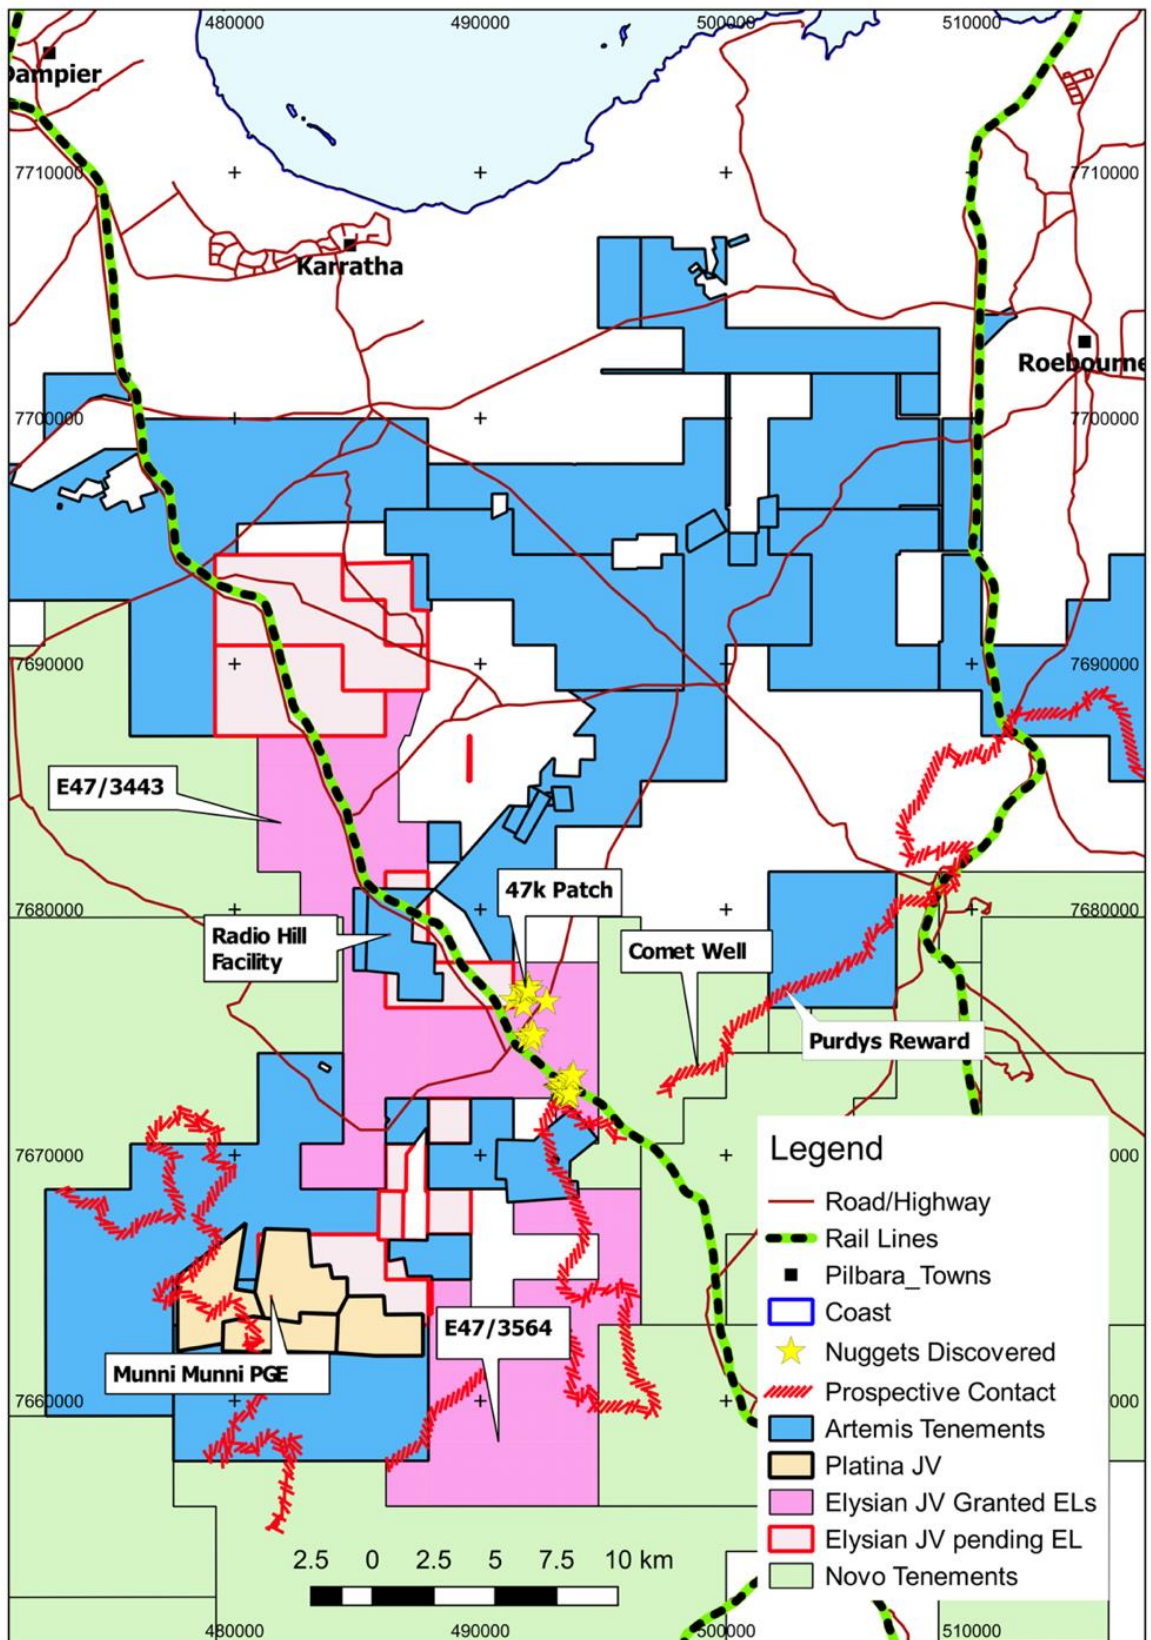 480000 490000 500000 510000
Dampier
7710000 7710000
Karratha
Roebourne
7700000 7700000
7690000 7690000
E47/3443
47k Patch
7680000 7680000
Radio Hill
Facility
Comet Well
Purdys Reward
Legend
7670000 000
Road/Highway
Rail Lines
Pilbara_Towns
Coast
E47/3564
Nuggets Discovered
Munni Munni PGE
Prospective Contact
7660000 000
Artemis Tenements
Platina JV
Elysian JV Granted ELs
Elysian JV pending EL
2.5 0 2.5 5 7.5 10 km
Novo Tenements
480000 490000 500000 510000